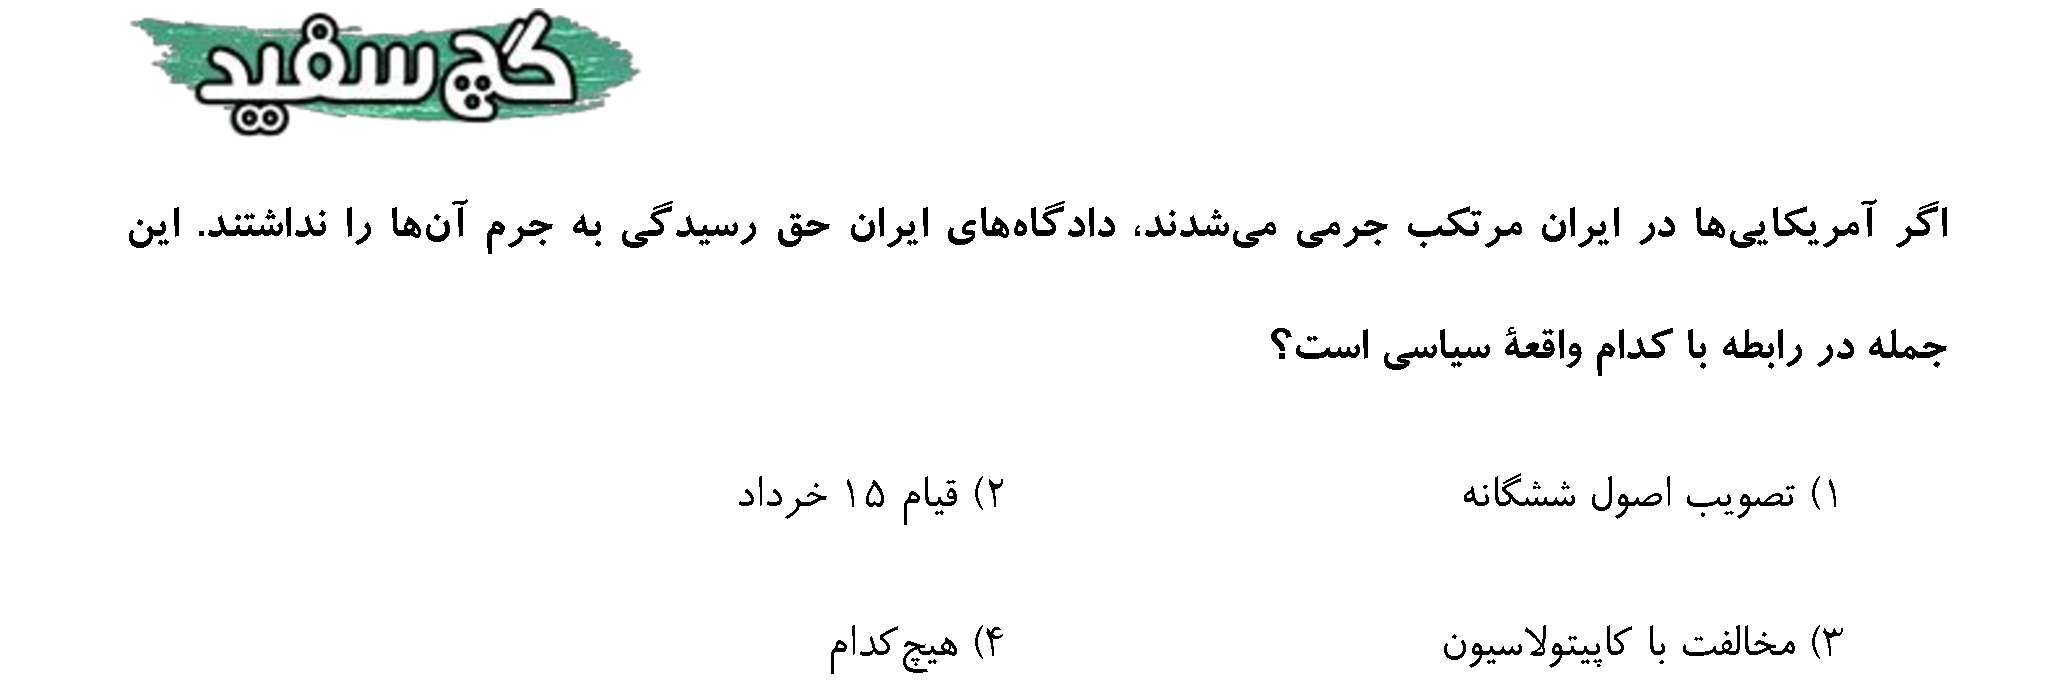 گچ سفید
اگر آمریکایی‌ها در ایران مرتکب جرمی می‌شدند، دادگاه‌های ایران حق رسیدگی به جرم آن‌ها را نداشتند. این
جمله در رابطه با کدام واقعهٔ سیاسی است؟
۱) تصویب اصول ششگانه
۲) قیام ۱۵ خرداد
۳) مخالفت با کاپیتولاسیون
۴) هیچ‌کدام